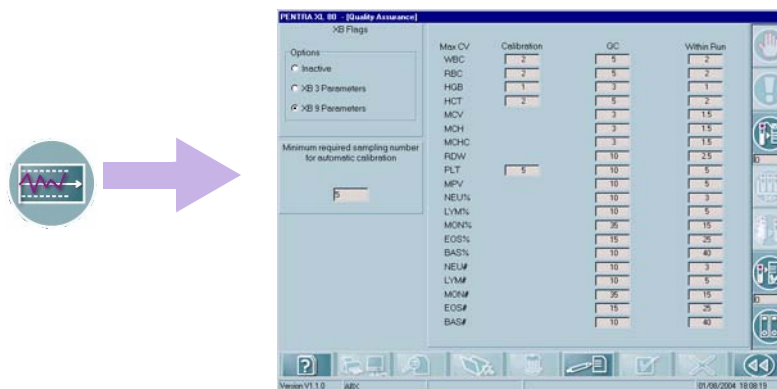 PENTRA XL 80 - [Quality Assurance]
XB Flags
Options
Inactive
XB 3 Parameters
XB 9 Parameters
Minimum required sampling number
for automatic calibration
5
Max CV Calibration QC Within Run
WBC 2 5 2
RBC 2 5 2
HGB 1 3 1
HCT 2 5 2
MCV 3 1.5
MCH 3 1.5
MCHC 3 1.5
RDW 10 2.5
PLT 5 10 5
MPV 10 5
NEU% 10 3
LYM% 10 5
MON% 35 15
EOS% 15 25
BAS% 10 40
NEU# 10 3
LYM# 10 5
MON# 35 15
EOS# 15 25
BAS# 10 40
Version V1.1.0 ABX 01/09/2004 18:08:19